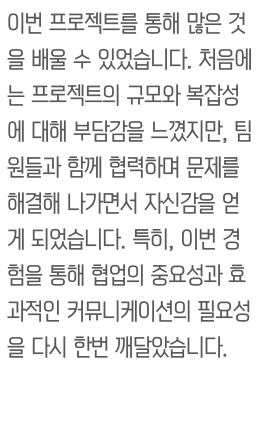 이번 프로젝트를 통해 많은 것
을 배울 수 있었습니다. 처음에
는 프로젝트의 규모와 복잡성
에 대해 부담감을 느꼈지만, 팀
원들과 함께 협력하며 문제를
해결해 나가면서 자신감을 얻
게 되었습니다. 특히, 이번 경
험을 통해 협업의 중요성과 효
과적인 커뮤니케이션의 필요성
을 다시 한번 깨달았습니다.